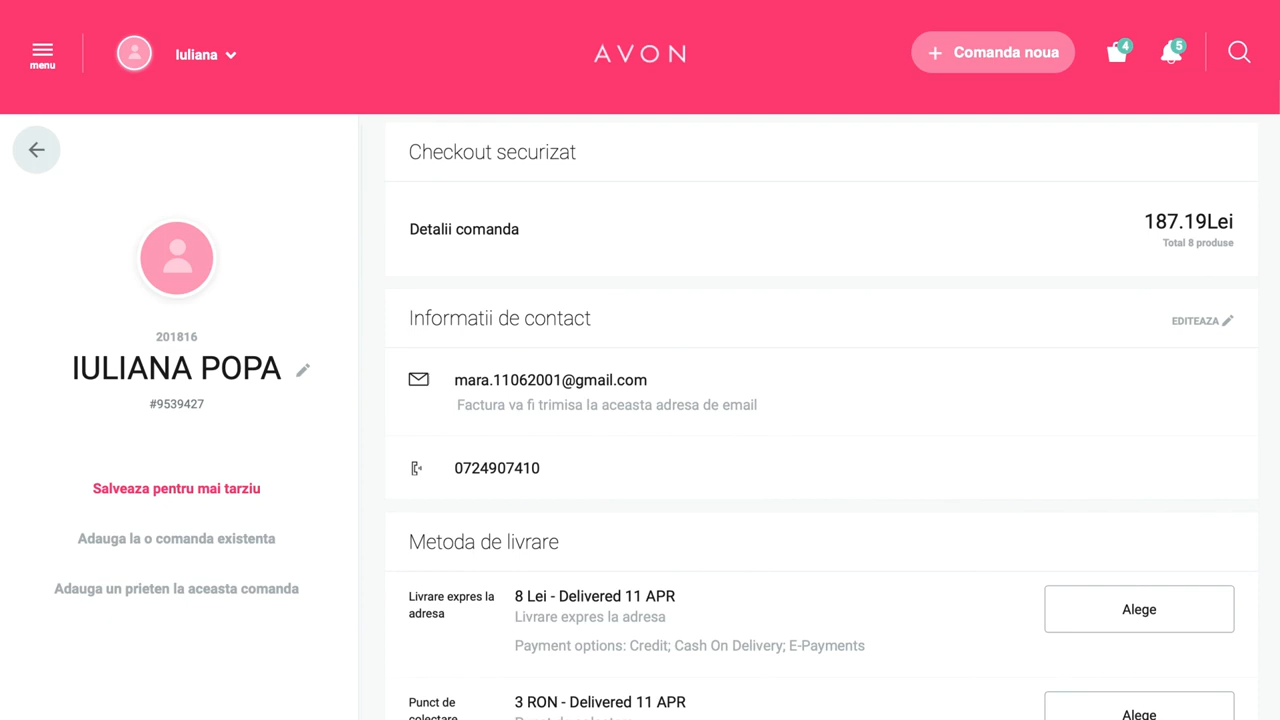 menu
Iuliana
AVON
+ Comanda noua
4
5
201816
IULIANA POPA
#9539427
Salveaza pentru mai tarziu
Adauga la o comanda existenta
Adauga un prieten la aceasta comanda
Checkout securizat
Detalii comanda
187.19Lei
Total 8 produse
Informatii de contact
EDITEAZA
mara.11062001@gmail.com
Factura va fi trimisa la aceasta adresa de email
0724907410
Metoda de livrare
Livrare expres la
adresa
8 Lei - Delivered 11 APR
Livrare expres la adresa
Payment options: Credit; Cash On Delivery; E-Payments
Alege
Punct de
colectare
3 RON - Delivered 11 APR
Punct de colectare
Alege